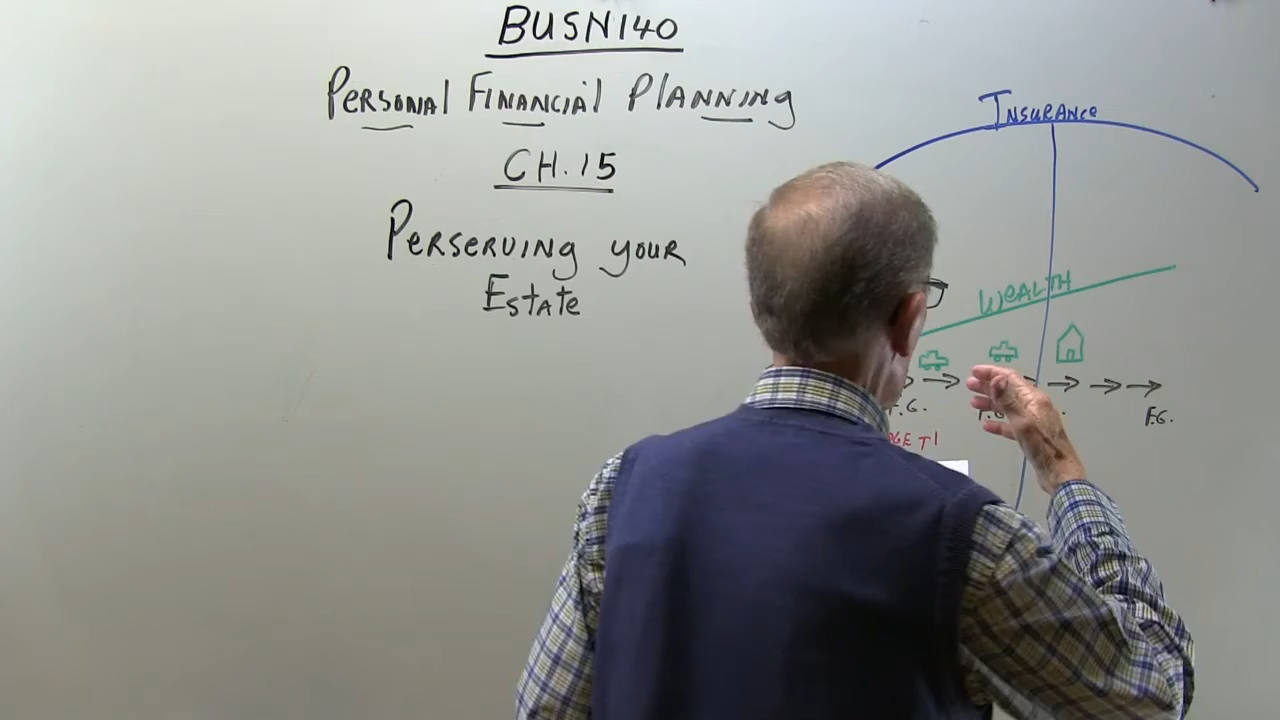 BUSN140
Personal Financial Planning
CH.15
Perserving your
Estate
Insurance
Wealth
F.G.